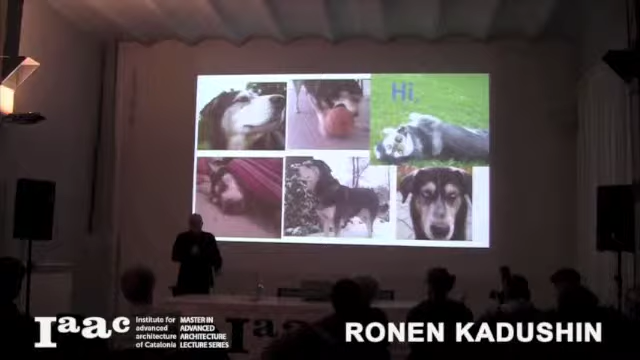 Hi,
Iaac
Institute for
advanced
architecture
of Catalonia
MASTER IN
ADVANCED
ARCHITECTURE
LECTURE SERIES
RONEN KADUSHIN